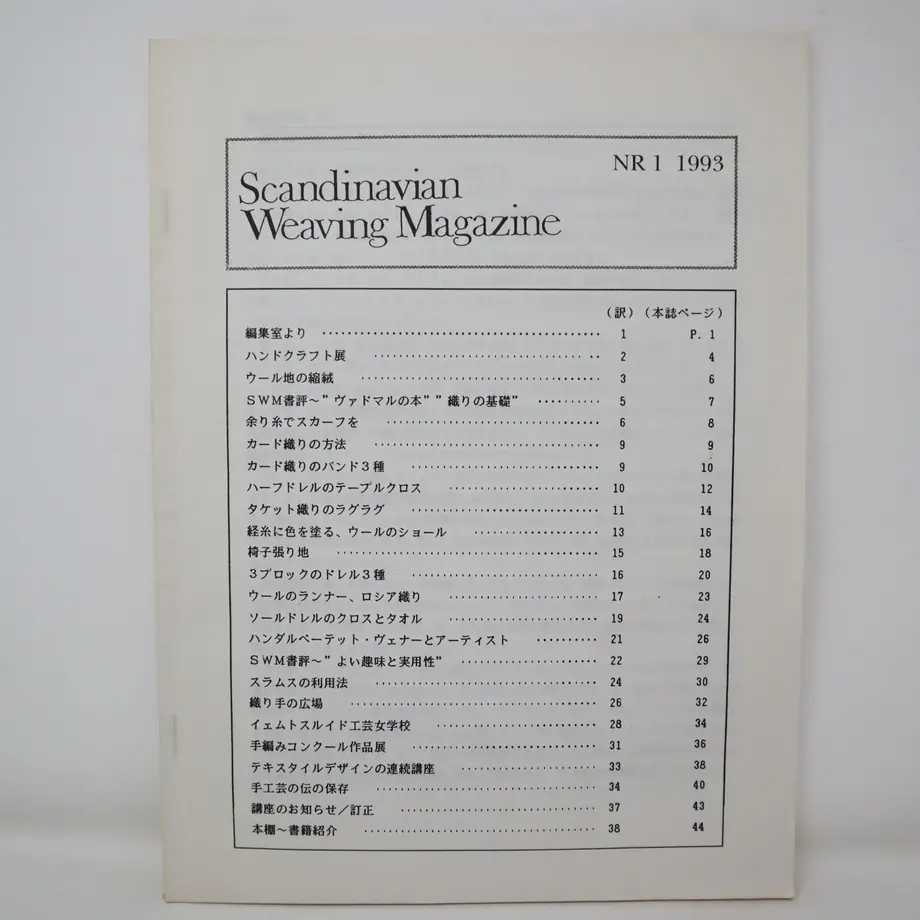 NR 1 1993
Scandinavian
Weaving Magazine
(訳) (本誌ページ)
編集室より ・・・・・・・・・・ 1 P. 1
ハンドクラフト展 ・・・・・・・・・・ 2 4
ウール地の縮絨 ・・・・・・・・・・ 3 6
SWM書評~"ヴァドマルの本""織りの基礎" ・・・・・・・・・・ 5 7
余り糸でスカーフを ・・・・・・・・・・ 6 8
カード織りの方法 ・・・・・・・・・・ 9 9
カード織りのバンド3種 ・・・・・・・・・・ 9 10
ハーフドレルのテーブルクロス ・・・・・・・・・・ 10 12
タケット織りのラグラグ ・・・・・・・・・・ 11 14
経糸に色を塗る、ウールのショール ・・・・・・・・・・ 13 16
椅子張り地 ・・・・・・・・・・ 15 18
3ブロックのドレル3種 ・・・・・・・・・・ 16 20
ウールのランナー、ロシア織り ・・・・・・・・・・ 17 23
ソールドレルのクロスとタオル ・・・・・・・・・・ 19 24
ハンダルベーテット・ヴェナーとアーティスト ・・・・・・・・・・ 21 26
SWM書評~"よい趣味と実用性" ・・・・・・・・・・ 22 29
スラムスの利用法 ・・・・・・・・・・ 24 30
織り手の広場 ・・・・・・・・・・ 26 32
イェムトスルイド工芸女学校 ・・・・・・・・・・ 28 34
手編みコンクール作品展 ・・・・・・・・・・ 31 36
テキスタイルデザインの連続講座 ・・・・・・・・・・ 33 38
手工芸の伝の保存 ・・・・・・・・・・ 34 40
講座のお知らせ/訂正 ・・・・・・・・・・ 37 43
本棚~書籍紹介 ・・・・・・・・・・ 38 44